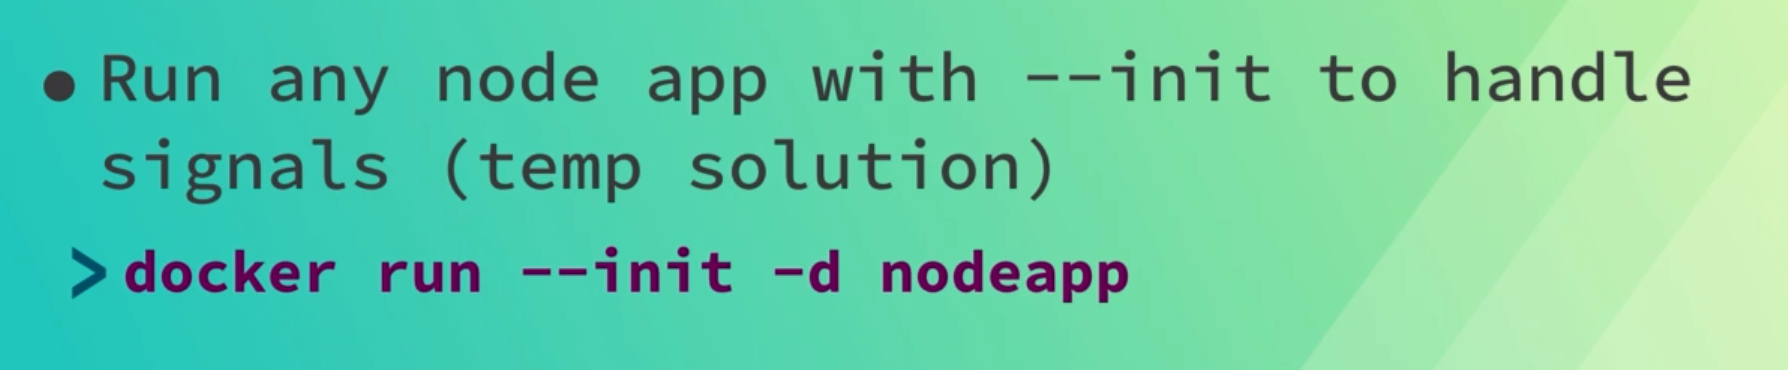 ● Run any node app with --init to handle
signals (temp solution)
> docker run --init -d nodeapp